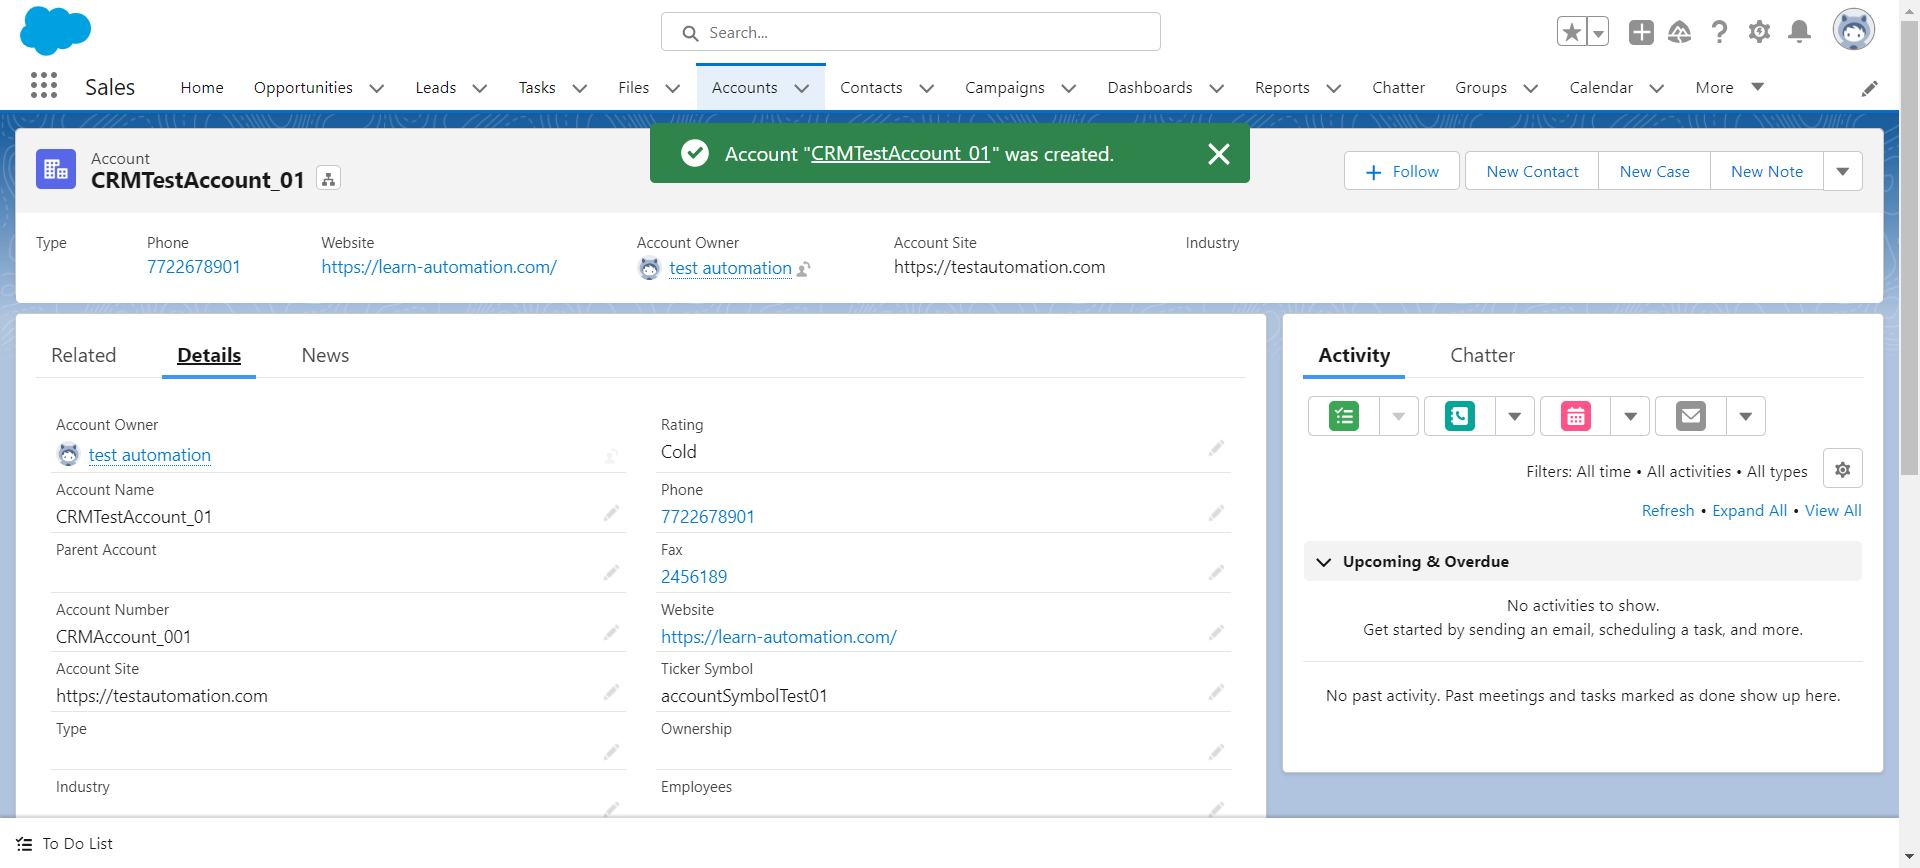 Search...
Sales
Home
Opportunities
Leads
Tasks
Files
Accounts
Contacts
Campaigns
Dashboards
Reports
Chatter
Groups
Calendar
More
Account "CRMTestAccount_01" was created.
Account
CRMTestAccount_01
Follow
New Contact
New Case
New Note
Type
Phone
7722678901
Website
https://learn-automation.com/
Account Owner
test automation
Account Site
https://testautomation.com
Industry
Related
Details
News
Account Owner
test automation
Rating
Cold
Account Name
CRMTestAccount_01
Phone
7722678901
Parent Account
Fax
2456189
Account Number
CRMAccount_001
Website
https://learn-automation.com/
Account Site
https://testautomation.com
Ticker Symbol
accountSymbolTest01
Type
Ownership
Industry
Employees
Activity
Chatter
Filters: All time • All activities • All types
Refresh • Expand All • View All
Upcoming & Overdue
No activities to show.
Get started by sending an email, scheduling a task, and more.
No past activity. Past meetings and tasks marked as done show up here.
To Do List